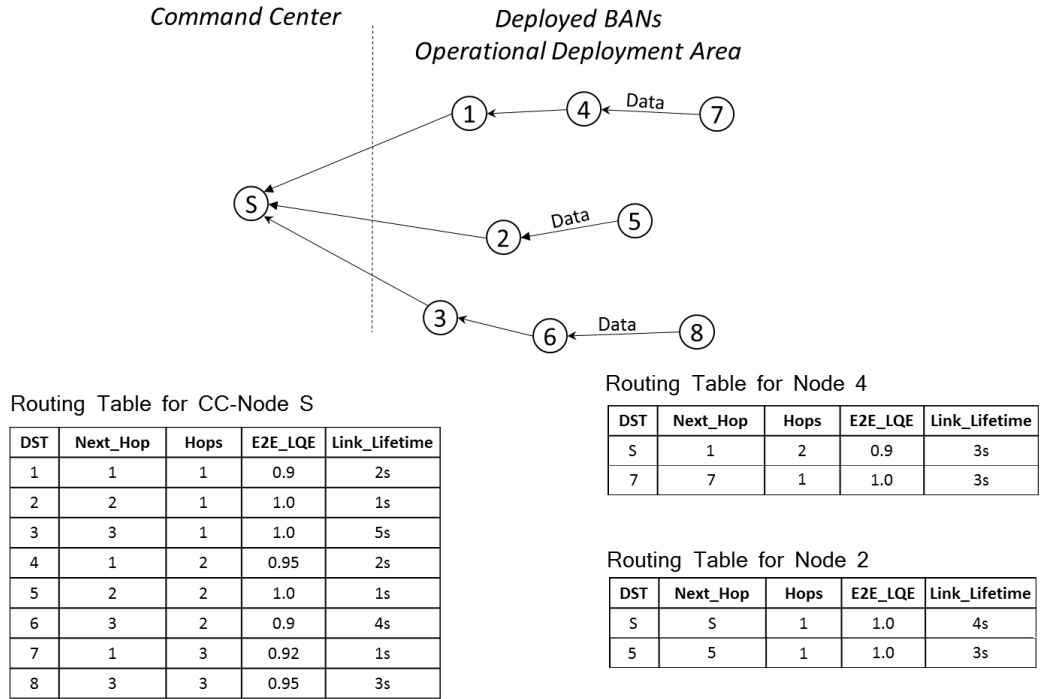 Command Center
Deployed BANs
Operational Deployment Area
1
4
Data
7
S
2
Data
5
3
6
Data
8
Routing Table for CC-Node S
DST Next_Hop Hops E2E_LQE Link_Lifetime
1 1 1 0.9 2s
2 2 1 1.0 1s
3 3 1 1.0 5s
4 1 2 0.95 2s
5 2 2 1.0 1s
6 3 2 0.9 4s
7 1 3 0.92 1s
8 3 3 0.95 3s
Routing Table for Node 4
DST Next_Hop Hops E2E_LQE Link_Lifetime
S 1 2 0.9 3s
7 7 1 1.0 3s
Routing Table for Node 2
DST Next_Hop Hops E2E_LQE Link_Lifetime
S S 1 1.0 4s
5 5 1 1.0 3s